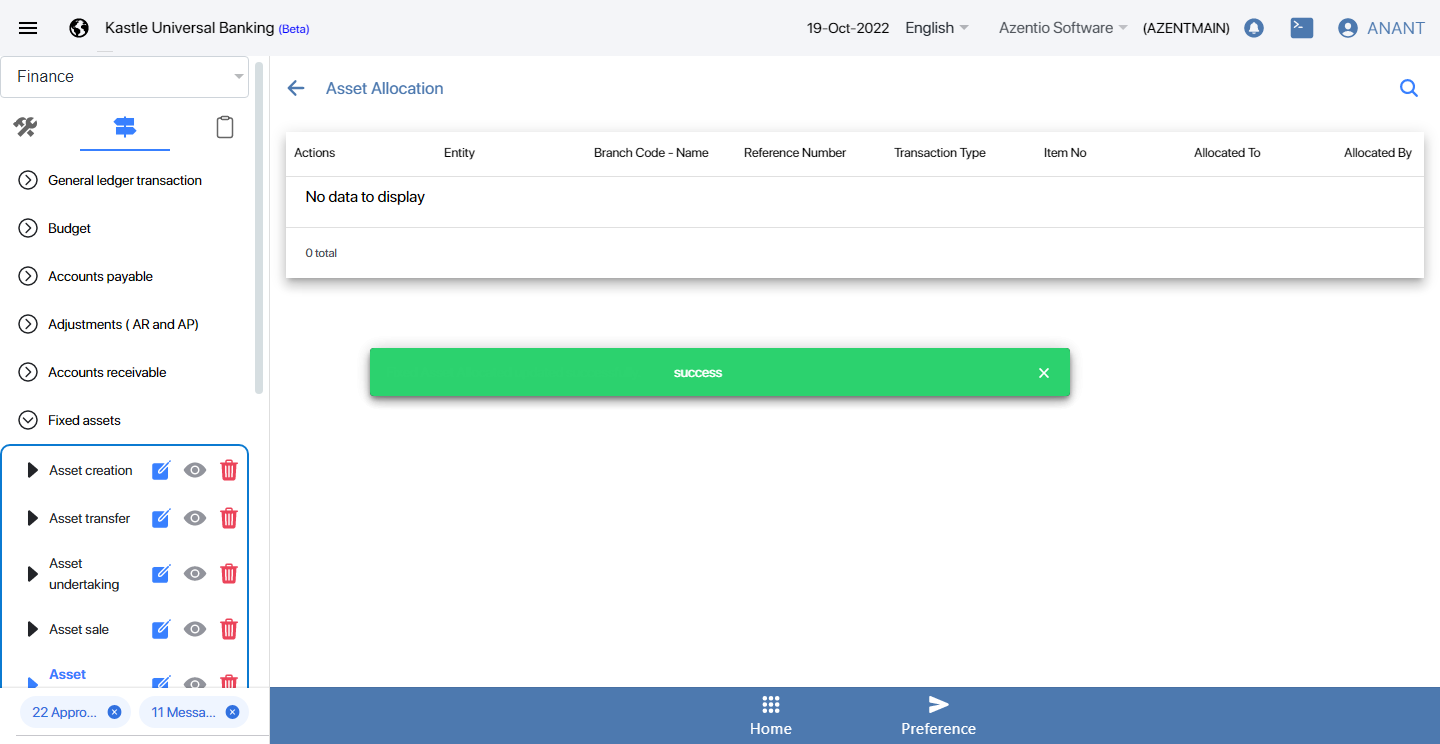 Kastle Universal Banking (Beta)
19-Oct-2022
English
Azentio Software
(AZENTMAIN)
ANANT
Finance
General ledger transaction
Budget
Accounts payable
Adjustments ( AR and AP)
Accounts receivable
Fixed assets
Asset creation
Asset transfer
Asset
undertaking
Asset sale
Asset
22 Appro...
11 Messa...
Asset Allocation
Actions Entity Branch Code - Name Reference Number Transaction Type Item No Allocated To Allocated By
No data to display
0 total
success
Home
Preference